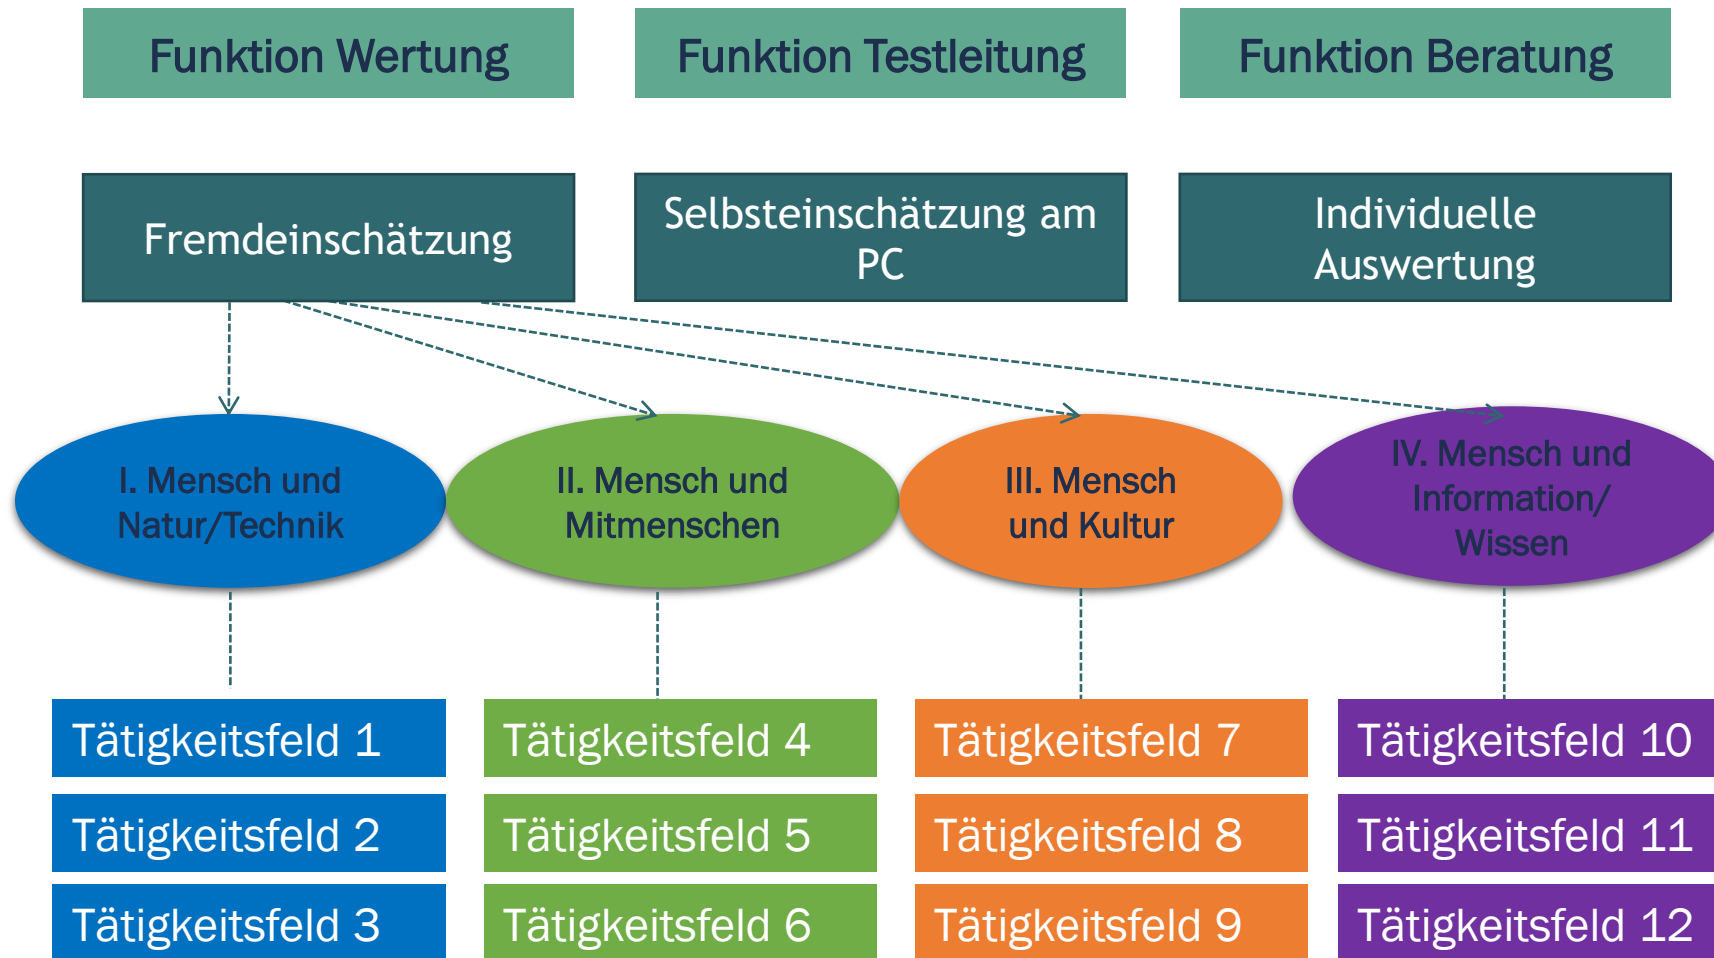 Funktion Wertung
Funktion Testleitung
Funktion Beratung
Fremdeinschätzung
Selbsteinschätzung am
PC
Individuelle
Auswertung
I. Mensch und
Natur/Technik
II. Mensch und
Mitmenschen
III. Mensch
und Kultur
IV. Mensch und
Information/
Wissen
Tätigkeitsfeld 1
Tätigkeitsfeld 4
Tätigkeitsfeld 7
Tätigkeitsfeld 10
Tätigkeitsfeld 2
Tätigkeitsfeld 5
Tätigkeitsfeld 8
Tätigkeitsfeld 11
Tätigkeitsfeld 3
Tätigkeitsfeld 6
Tätigkeitsfeld 9
Tätigkeitsfeld 12